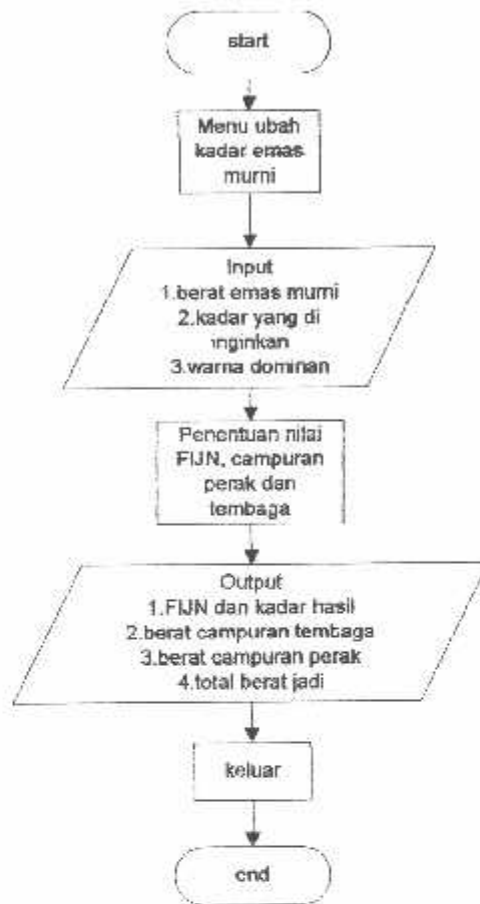 start
Menu ubah
kadar emas
murni
Input
1.berat emas murni
2.kadar yang di
inginkan
3.warna dominan
Penentuan nilai
FIJN, campuran
perak dan
tembaga
Output
1.FIJN dan kadar hasil
2.berat campuran tembaga
3.berat campuran perak
4.total berat jadi
keluar
end